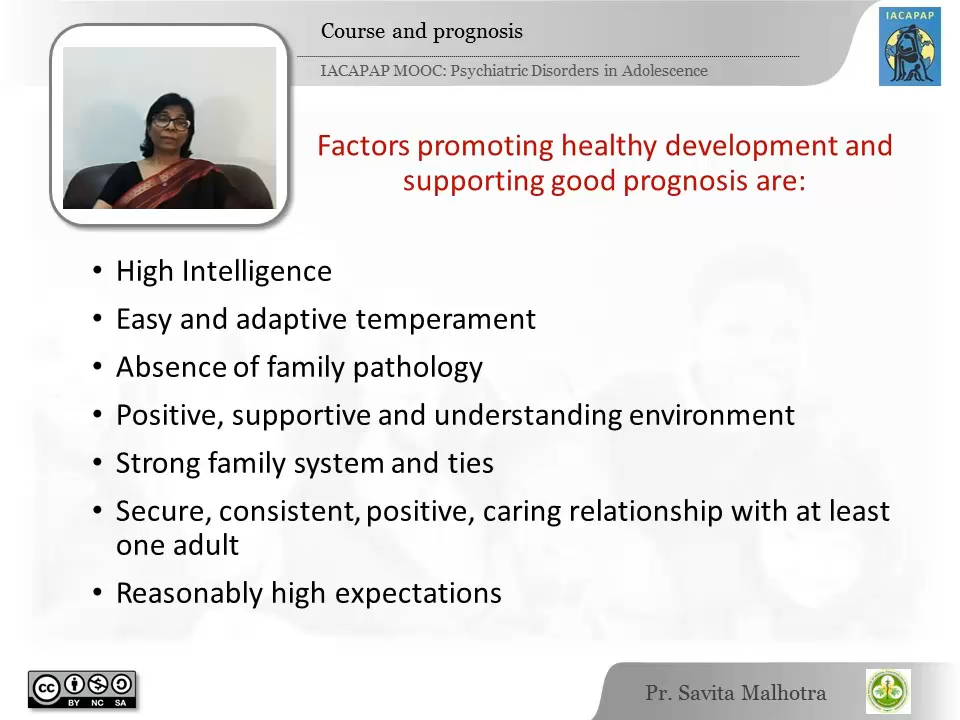 Course and prognosis
IACAPAP MOOC: Psychiatric Disorders in Adolescence
IACAPAP
Factors promoting healthy development and
supporting good prognosis are:
• High Intelligence
• Easy and adaptive temperament
• Absence of family pathology
• Positive, supportive and understanding environment
• Strong family system and ties
• Secure, consistent, positive, caring relationship with at least
one adult
• Reasonably high expectations
cc
BY NC SA
Pr. Savita Malhotra